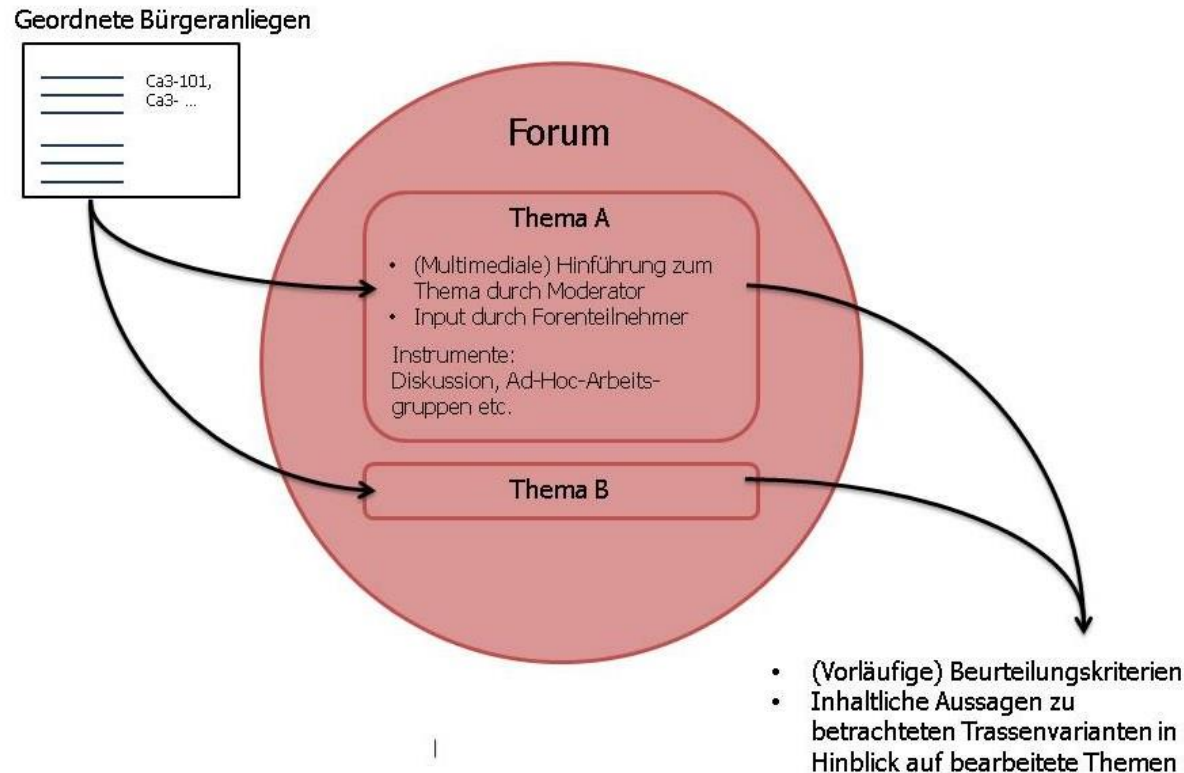 Geordnete Bürgeranliegen
Ca3-101,
Ca3- ...
Forum
Thema A
• (Multimediale) Hinführung zum
Thema durch Moderator
• Input durch Forenteilnehmer
Instrumente:
Diskussion, Ad-Hoc-Arbeits-
gruppen etc.
Thema B
• (Vorläufige) Beurteilungskriterien
• Inhaltliche Aussagen zu
betrachteten Trassenvarianten in
Hinblick auf bearbeitete Themen